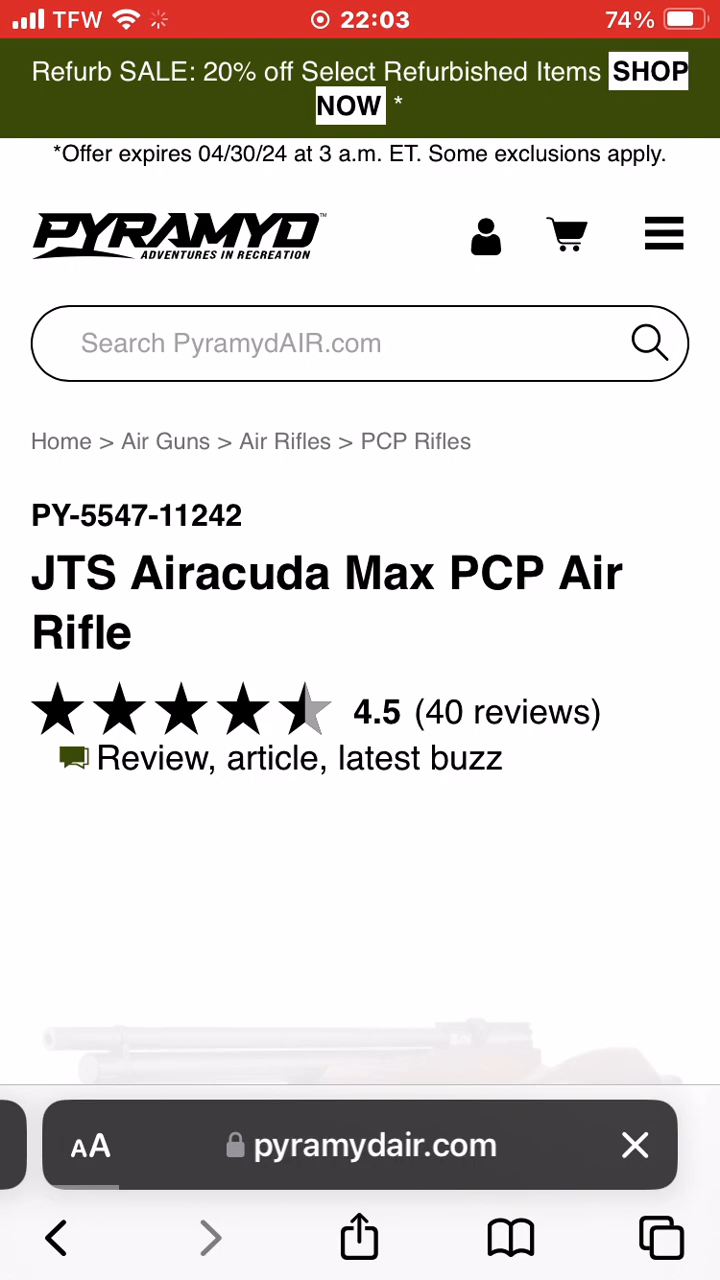 TFW 22:03 74%
Refurb SALE: 20% off Select Refurbished Items SHOP
NOW *
*Offer expires 04/30/24 at 3 a.m. ET. Some exclusions apply.
PYRAMYD™
ADVENTURES IN RECREATION
Search PyramydAIR.com
Home > Air Guns > Air Rifles > PCP Rifles
PY-5547-11242
JTS Airacuda Max PCP Air
Rifle
4.5 (40 reviews)
Review, article, latest buzz
AA pyramydair.com